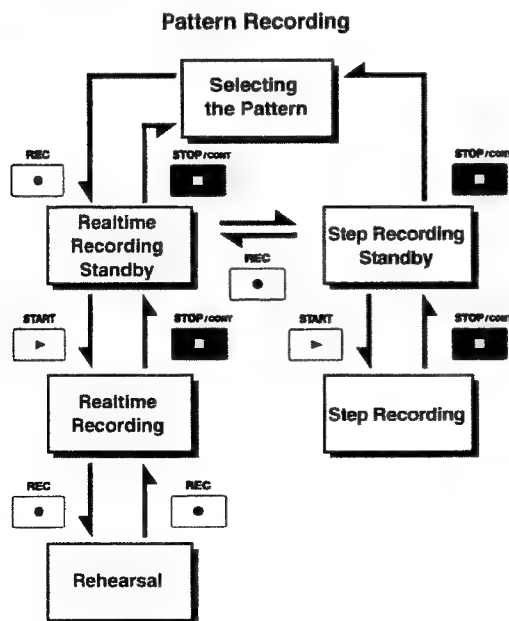 Pattern Recording
Selecting
the Pattern
REC
STOP/CONT
STOP/CONT
Realtime
Recording
Standby
REC
Step Recording
Standby
START
STOP/CONT
START
STOP/CONT
Realtime
Recording
Step Recording
REC
REC
Rehearsal